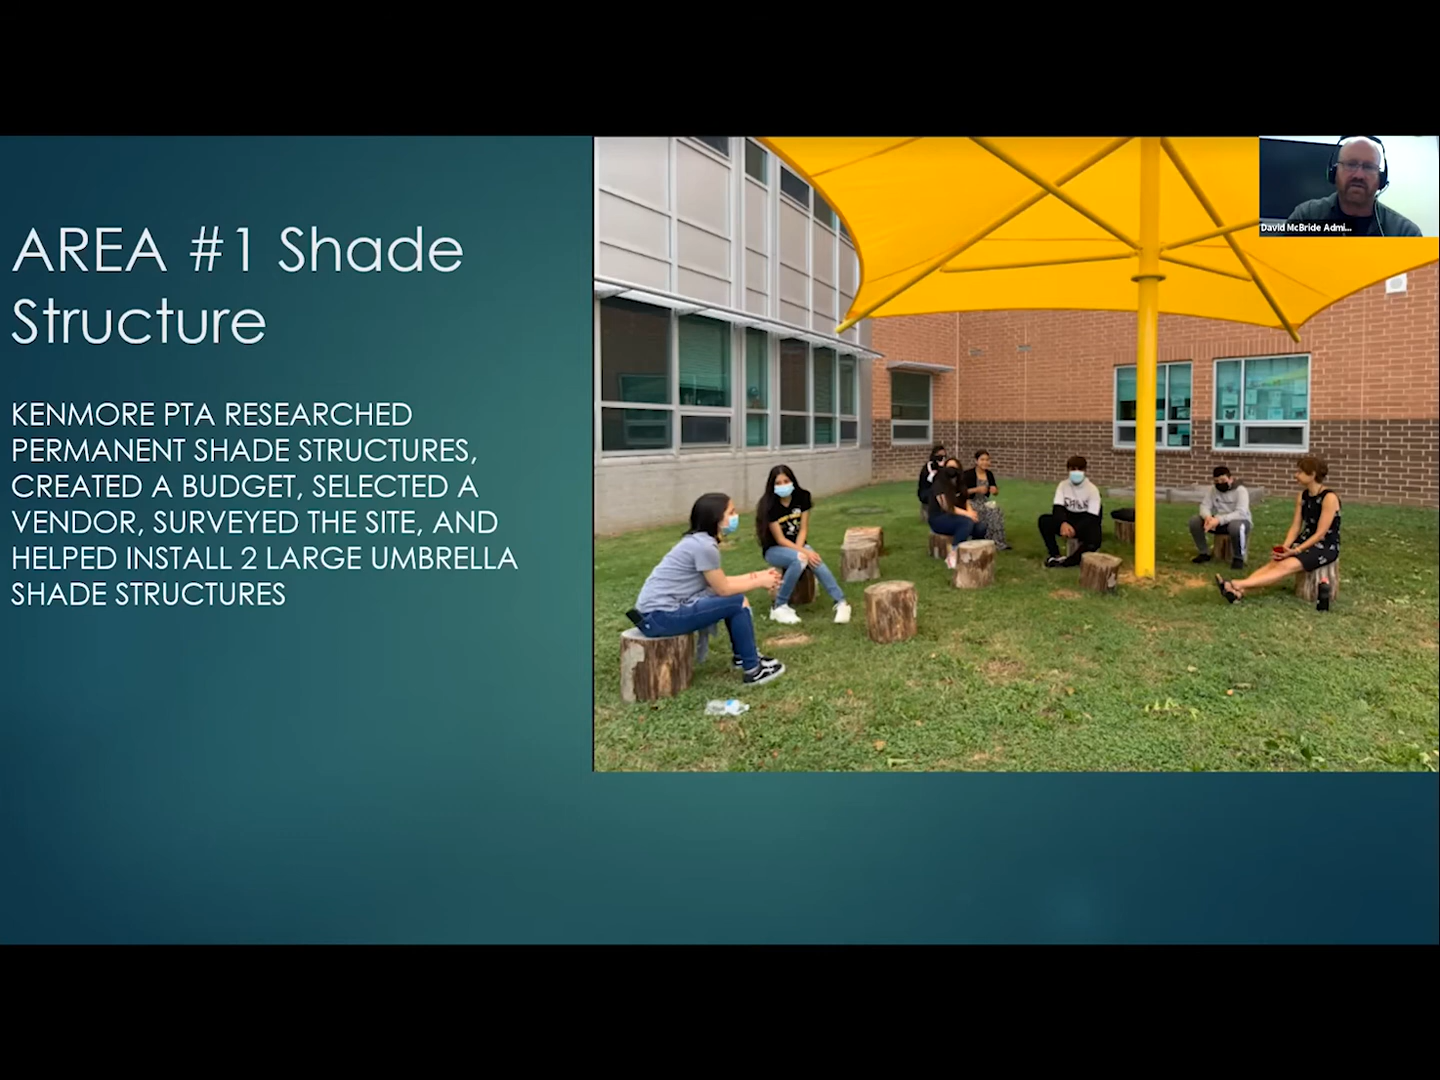 AREA #1 Shade
Structure
KENMORE PTA RESEARCHED
PERMANENT SHADE STRUCTURES,
CREATED A BUDGET, SELECTED A
VENDOR, SURVEYED THE SITE, AND
HELPED INSTALL 2 LARGE UMBRELLA
SHADE STRUCTURES
David McBride Admi...